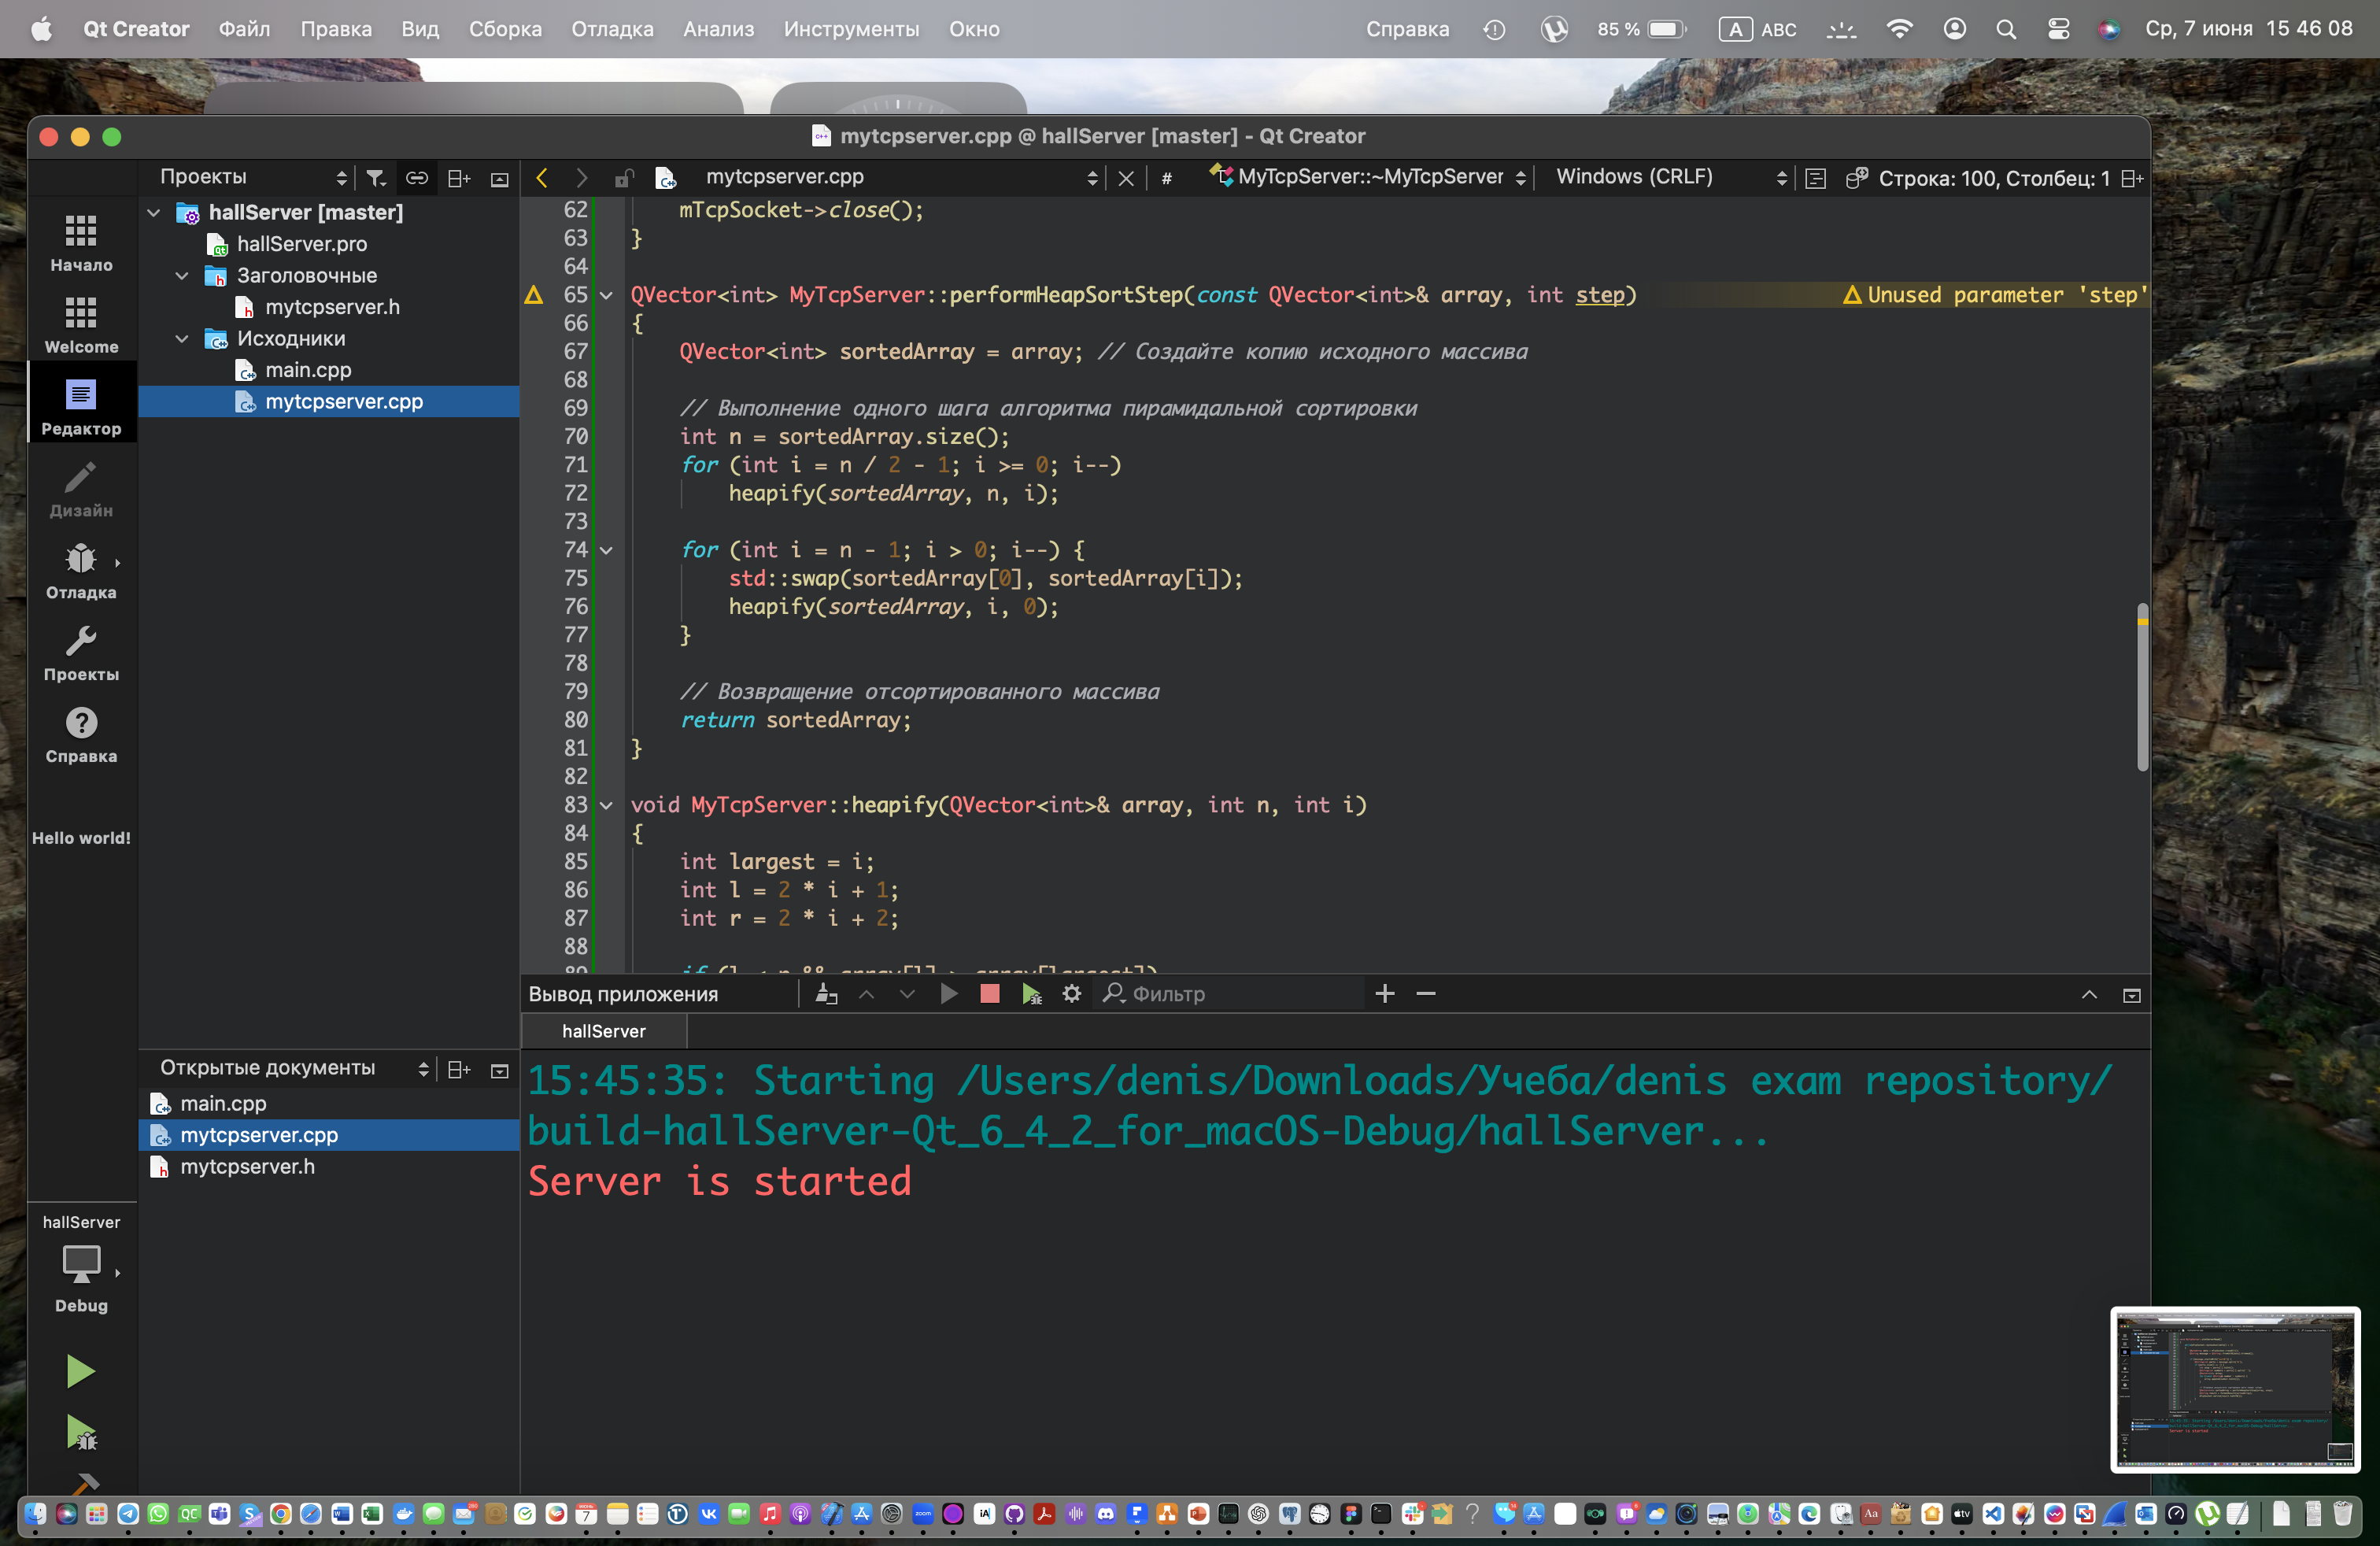 Qt Creator Файл Правка Вид Сборка Отладка Анализ Инструменты Окно Справка 85 % A ABC Ср, 7 июня 15 46 08
mytcpserver.cpp @ hallServer [master] - Qt Creator
Проекты
mytcpserver.cpp # MyTcpServer::~MyTcpServer Windows (CRLF) Строка: 100, Столбец: 1
hallServer [master]
hallServer.pro
Заголовочные
mytcpserver.h
Исходники
main.cpp
mytcpserver.cpp
Начало
Welcome
Редактор
Дизайн
Отладка
Проекты
Справка
Hello world!
62 mTcpSocket->close();
63 }
64
65 QVector<int> MyTcpServer::performHeapSortStep(const QVector<int>& array, int step) Unused parameter 'step'
66 {
67 QVector<int> sortedArray = array; // Создайте копию исходного массива
68
69 // Выполнение одного шага алгоритма пирамидальной сортировки
70 int n = sortedArray.size();
71 for (int i = n / 2 - 1; i >= 0; i--)
72 heapify(sortedArray, n, i);
73
74 for (int i = n - 1; i > 0; i--) {
75 std::swap(sortedArray[0], sortedArray[i]);
76 heapify(sortedArray, i, 0);
77 }
78
79 // Возвращение отсортированного массива
80 return sortedArray;
81 }
82
83 void MyTcpServer::heapify(QVector<int>& array, int n, int i)
84 {
85 int largest = i;
86 int l = 2 * i + 1;
87 int r = 2 * i + 2;
88
89 if (l < n && array[l] > array[largest])
Вывод приложения Фильтр
hallServer
15:45:35: Starting /Users/denis/Downloads/Учеба/denis exam repository/
build-hallServer-Qt_6_4_2_for_macOS-Debug/hallServer...
Server is started
Открытые документы
main.cpp
mytcpserver.cpp
mytcpserver.h
hallServer
Debug